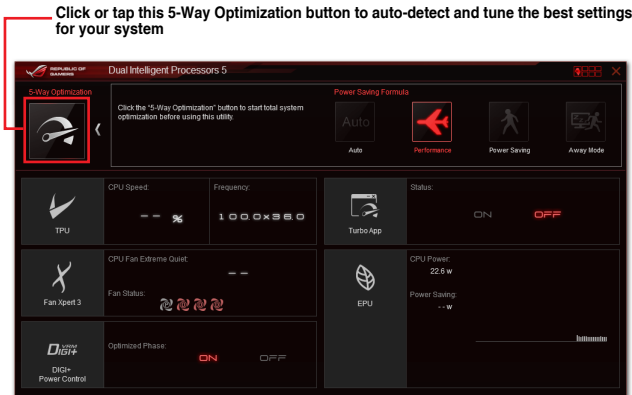 Click or tap this 5-Way Optimization button to auto-detect and tune the best settings
for your system
REPUBLIC OF
GAMERS
Dual Intelligent Processors 5
5-Way Optimization
Click the "5-Way Optimization" button to start total system
optimization before using this utility.
Power Saving Formula
Auto
Auto
Performance
Power Saving
Away Mode
TPU
CPU Speed:
-- %
Frequency:
100.0x36.0
Turbo App
Status:
ON OFF
Fan Xpert 3
CPU Fan Extreme Quiet:
--
Fan Status:
EPU
CPU Power:
22.6 w
Power Saving:
-- w
DIGI+ VRM
DIGI+
Power Control
Optimized Phase:
ON OFF